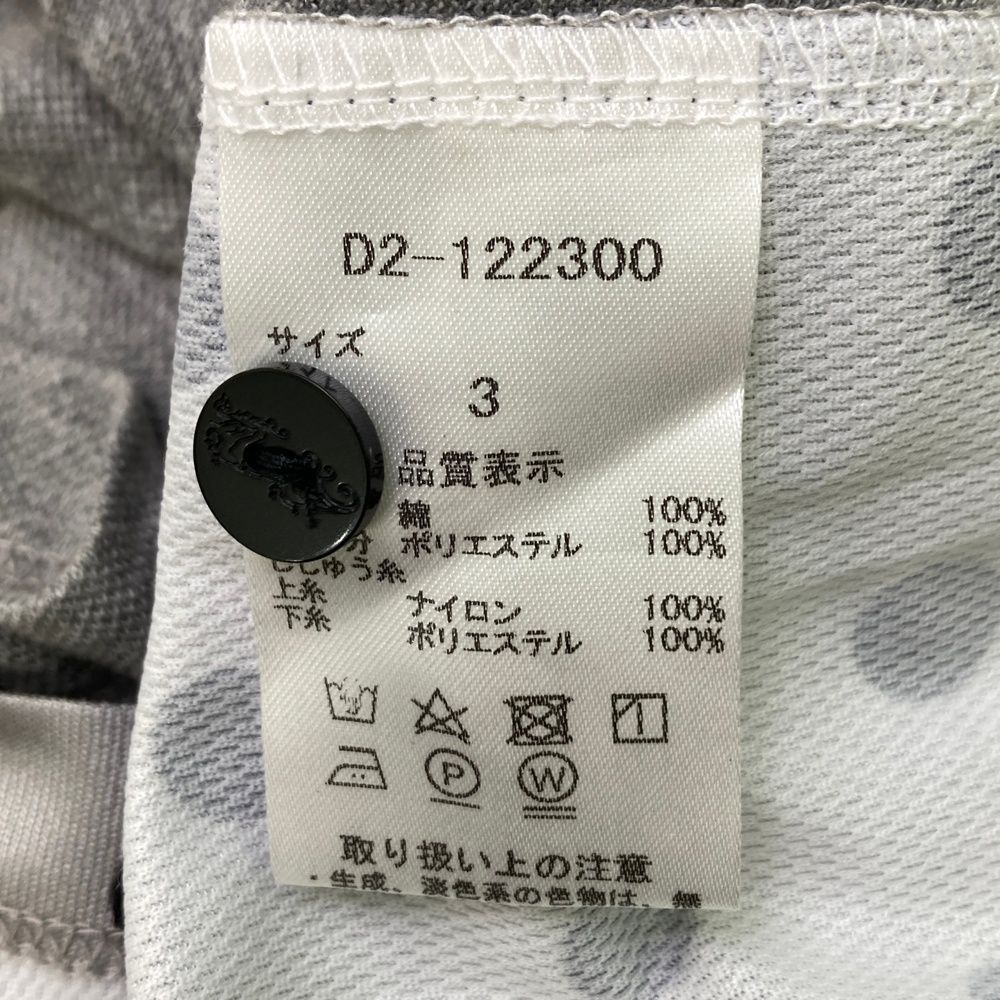 D2-122300
サイズ
3
品質表示
綿 100%
分 ポリエステル 100%
ししゅう糸
上糸 ナイロン 100%
下糸 ポリエステル 100%
P W
取り扱い上の注意
・生成、淡色系の色物は、無